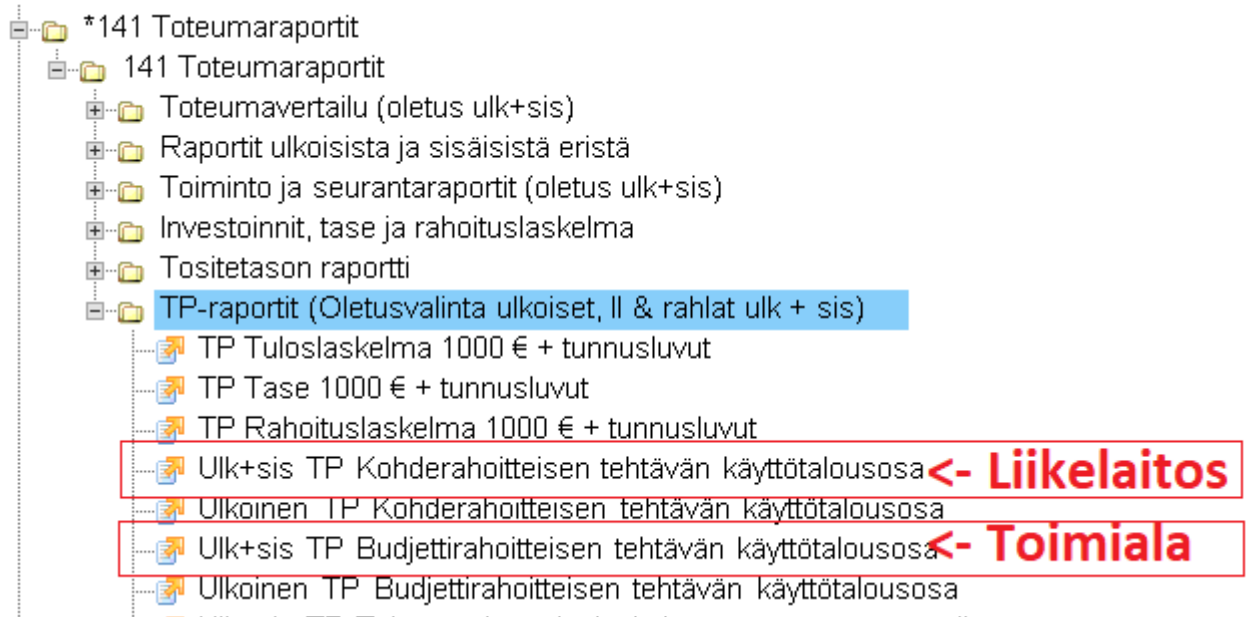 *141 Toteumaraportit
141 Toteumaraportit
Toteumavertailu (oletus ulk+sis)
Raportit ulkoisista ja sisäisistä eristä
Toiminto ja seurantaraportit (oletus ulk+sis)
Investoinnit, tase ja rahoituslaskelma
Tositetason raportti
TP-raportit (Oletusvalinta ulkoiset, II & rahlat ulk + sis)
TP Tuloslaskelma 1000 € + tunnusluvut
TP Tase 1000 € + tunnusluvut
TP Rahoituslaskelma 1000 € + tunnusluvut
Ulk+sis TP Kohderahoitteisen tehtävän käyttötalousosa <- Liikelaitos
Ulkoinen TP Kohderahoitteisen tehtävän käyttötalousosa
Ulk+sis TP Budjettirahoitteisen tehtävän käyttötalousosa <- Toimiala
Ulkoinen TP Budjettirahoitteisen tehtävän käyttötalousosa